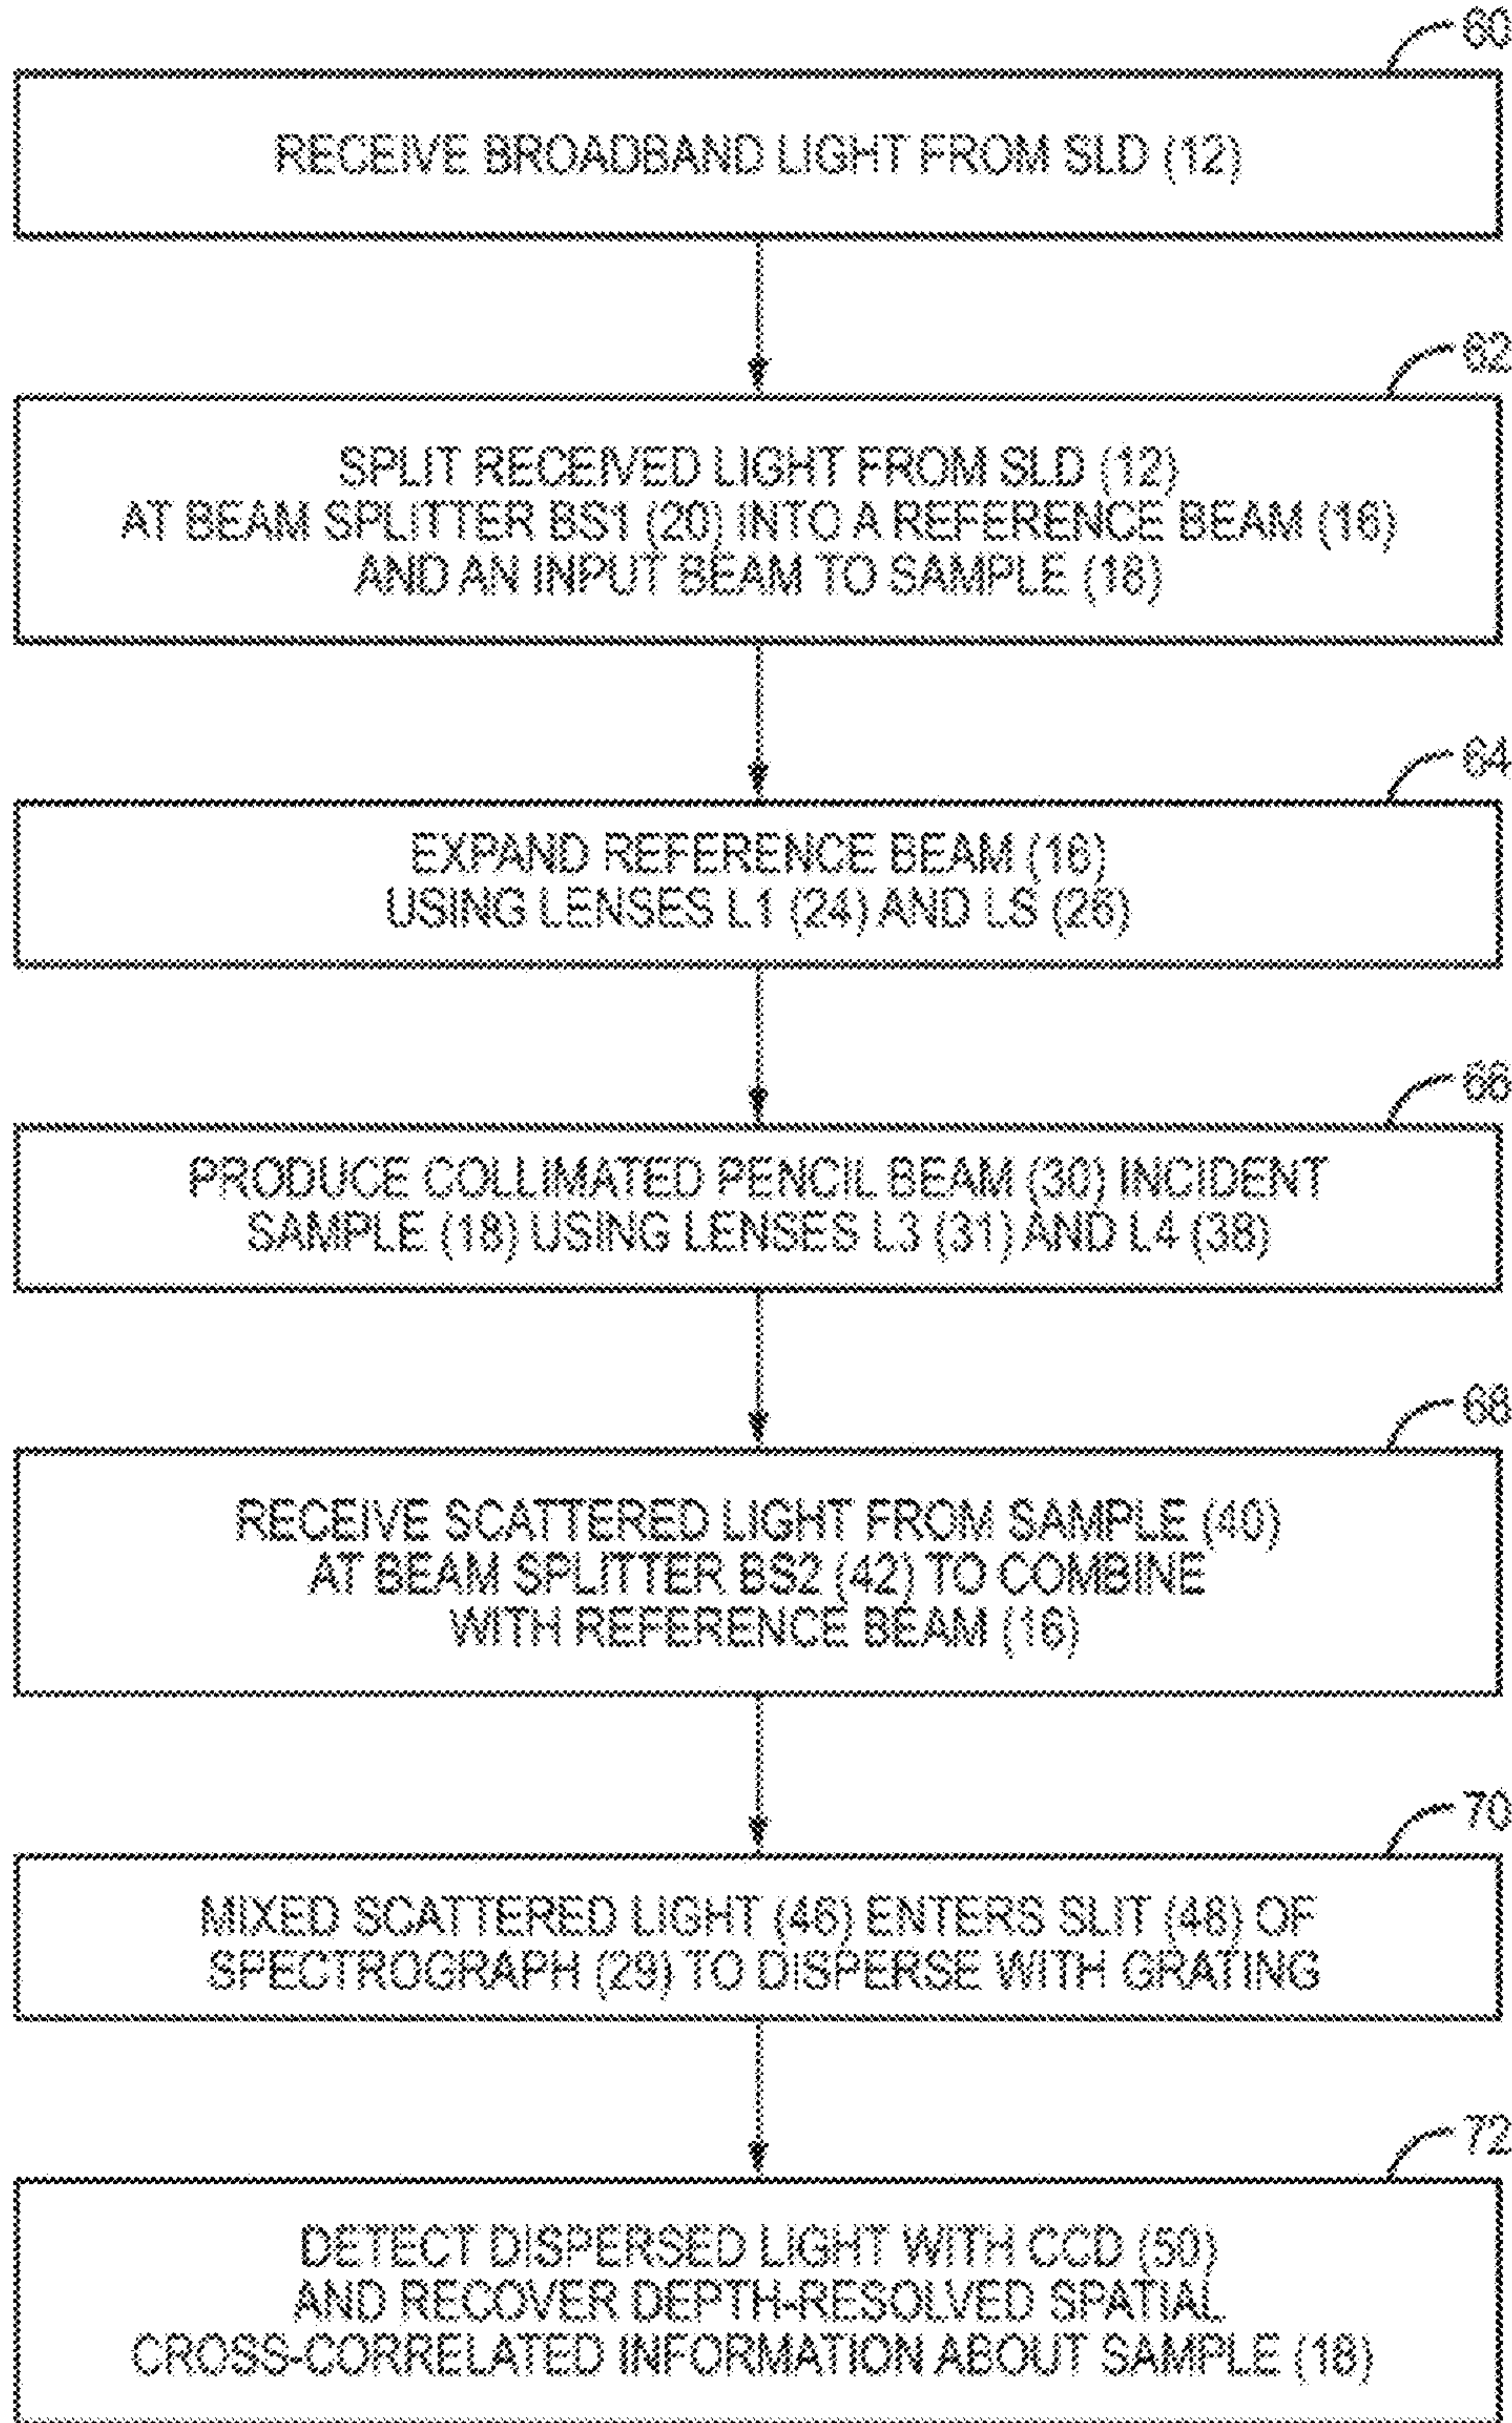 60
RECEIVE BROADBAND LIGHT FROM SLD (12)
62
SPLIT RECEIVED LIGHT FROM SLD (12)
AT BEAM SPLITTER BS1 (20) INTO A REFERENCE BEAM (16)
AND AN INPUT BEAM TO SAMPLE (18)
64
EXPAND REFERENCE BEAM (16)
USING LENSES L1 (24) AND LS (26)
66
PRODUCE COLLIMATED PENCIL BEAM (30) INCIDENT
SAMPLE (18) USING LENSES L3 (31) AND L4 (38)
68
RECEIVE SCATTERED LIGHT FROM SAMPLE (40)
AT BEAM SPLITTER BS2 (42) TO COMBINE
WITH REFERENCE BEAM (16)
70
MIXED SCATTERED LIGHT (46) ENTERS SLIT (48) OF
SPECTROGRAPH (29) TO DISPERSE WITH GRATING
72
DETECT DISPERSED LIGHT WITH CCD (50)
AND RECOVER DEPTH-RESOLVED SPATIAL
CROSS-CORRELATED INFORMATION ABOUT SAMPLE (18)